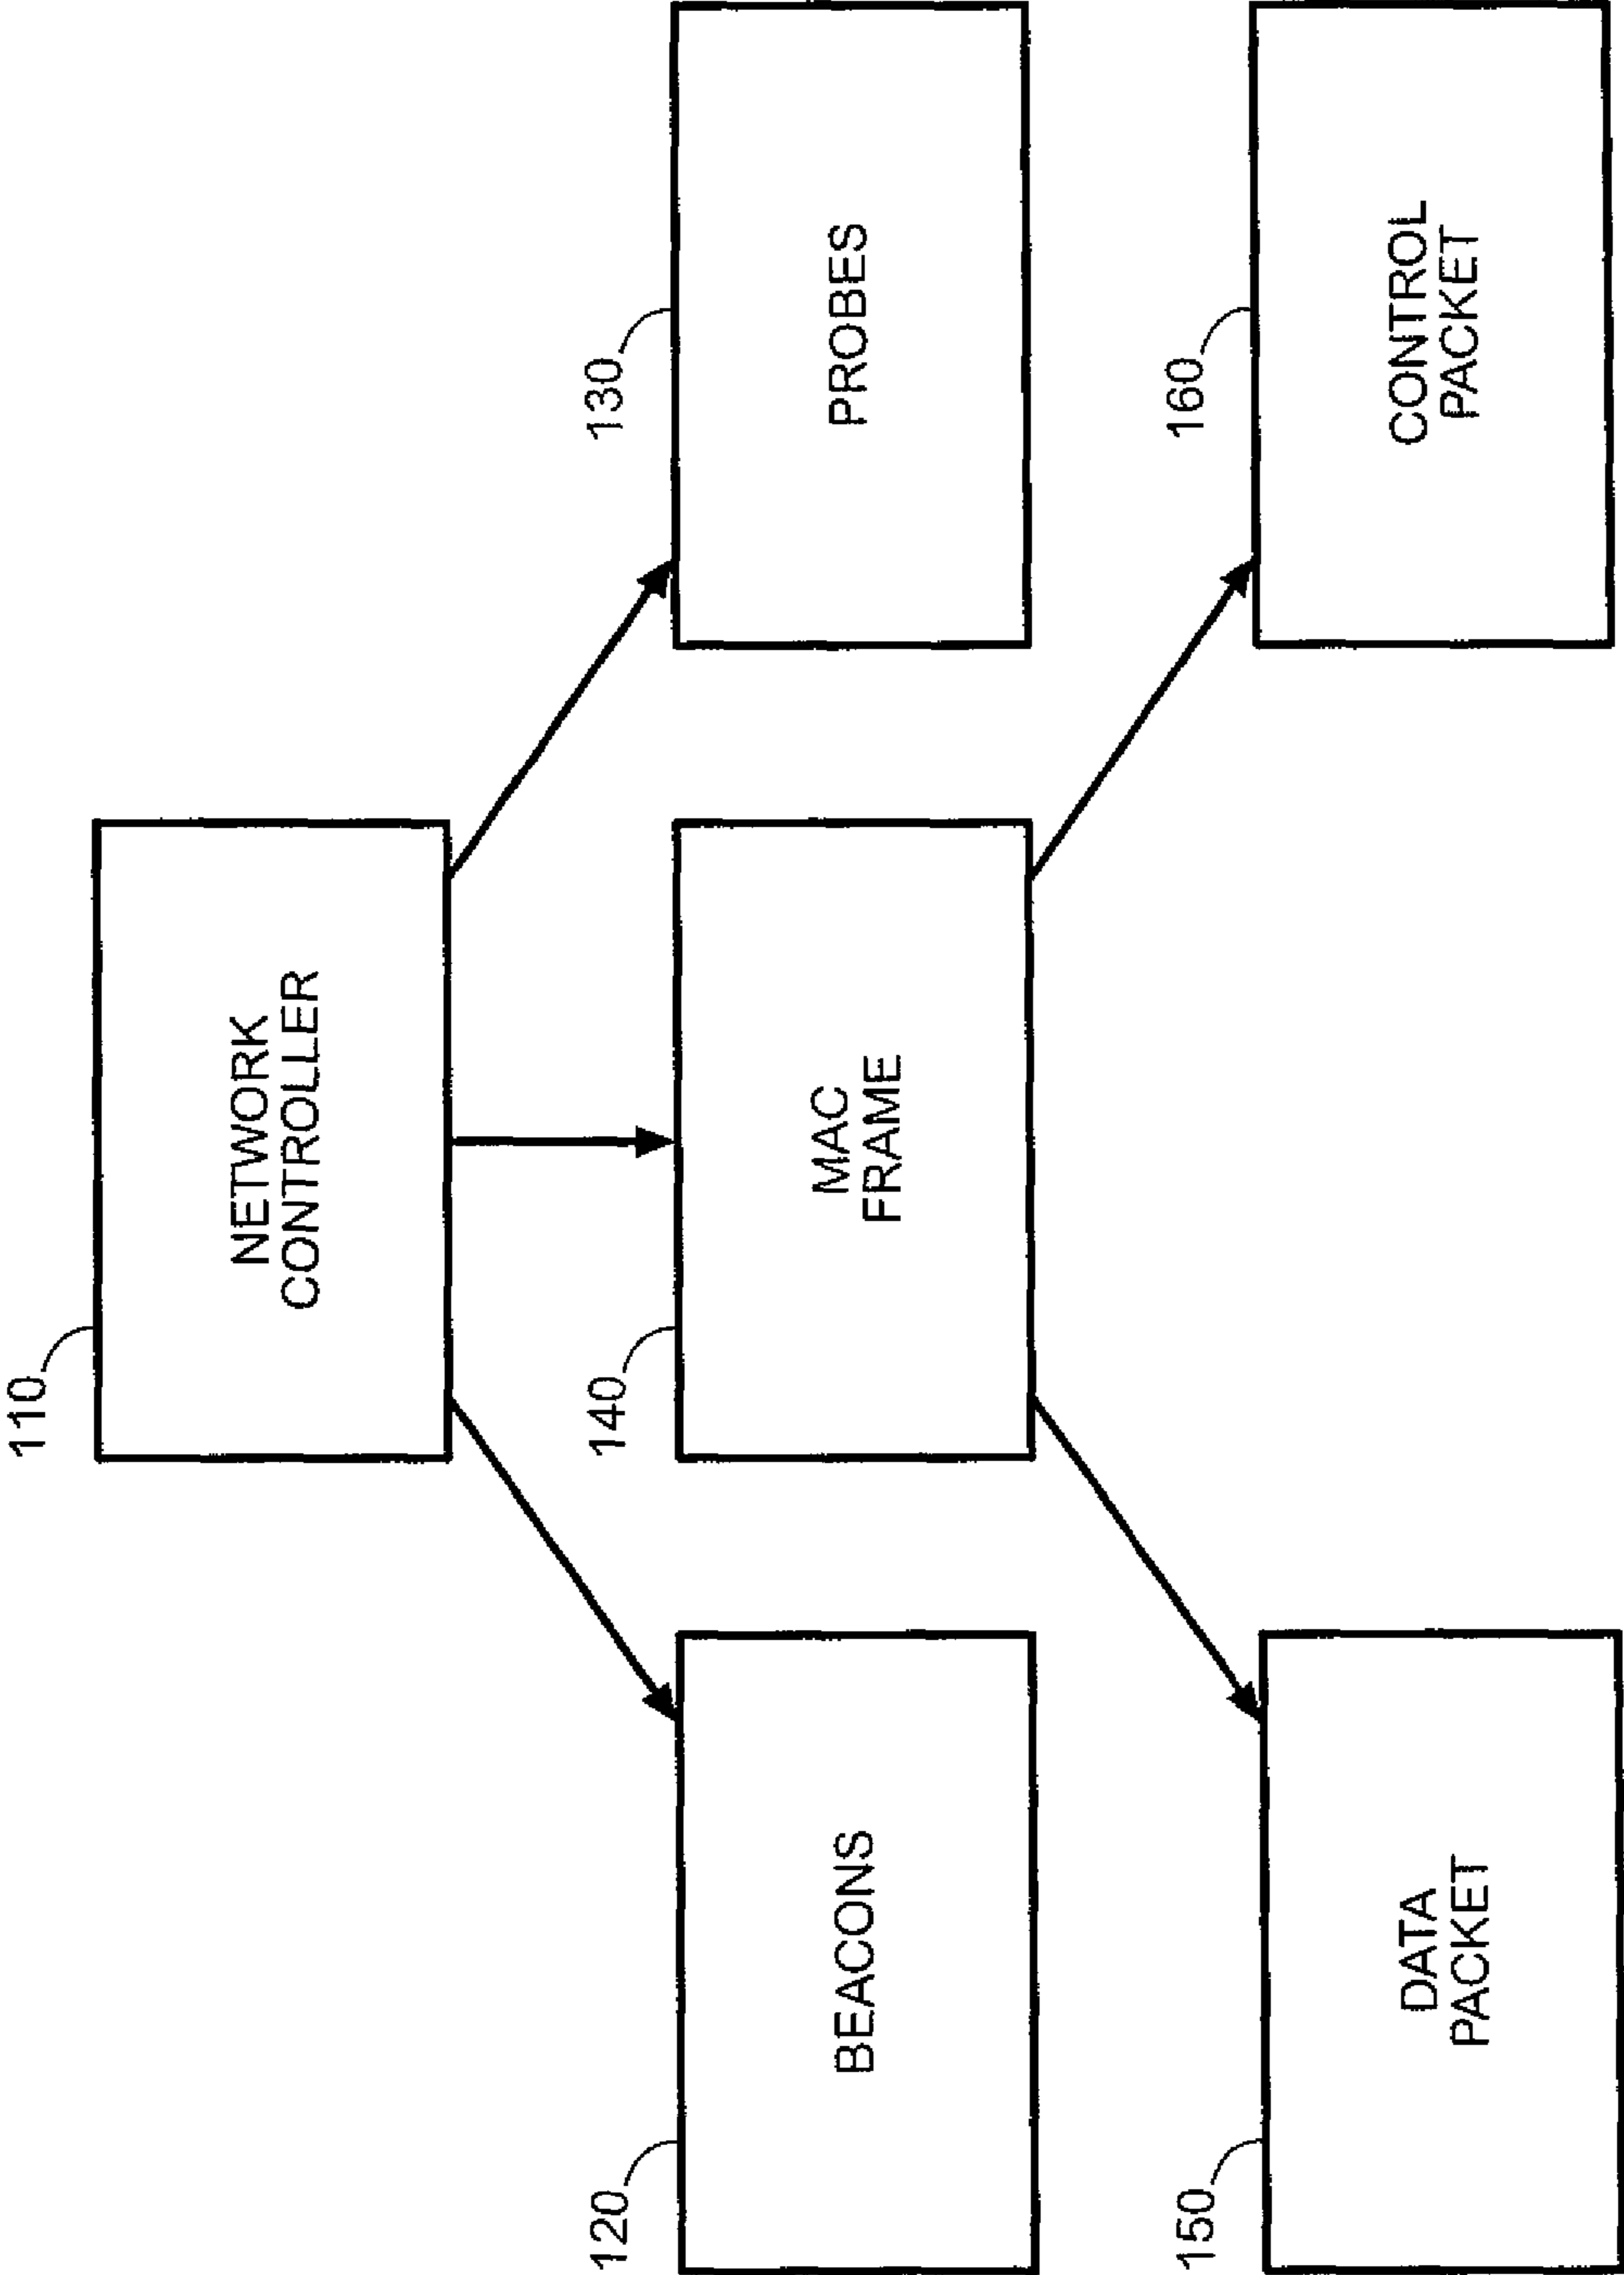 110
NETWORK
CONTROLLER
120
BEACONS
140
MAC
FRAME
130
PROBES
150
DATA
PACKET
160
CONTROL
PACKET